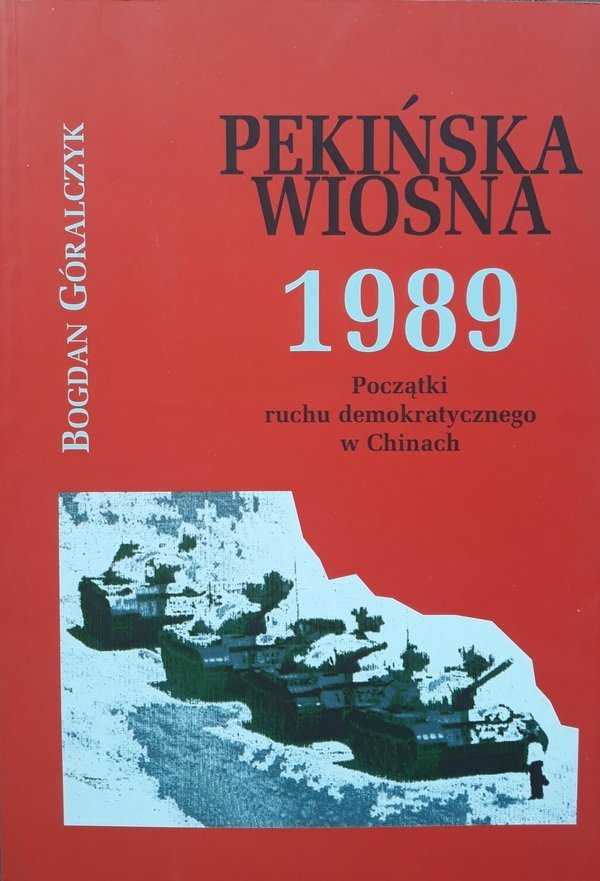 BOGDAN GÓRALCZYK
PEKIŃSKA
WIOSNA
1989
Początki
ruchu demokratycznego
w Chinach